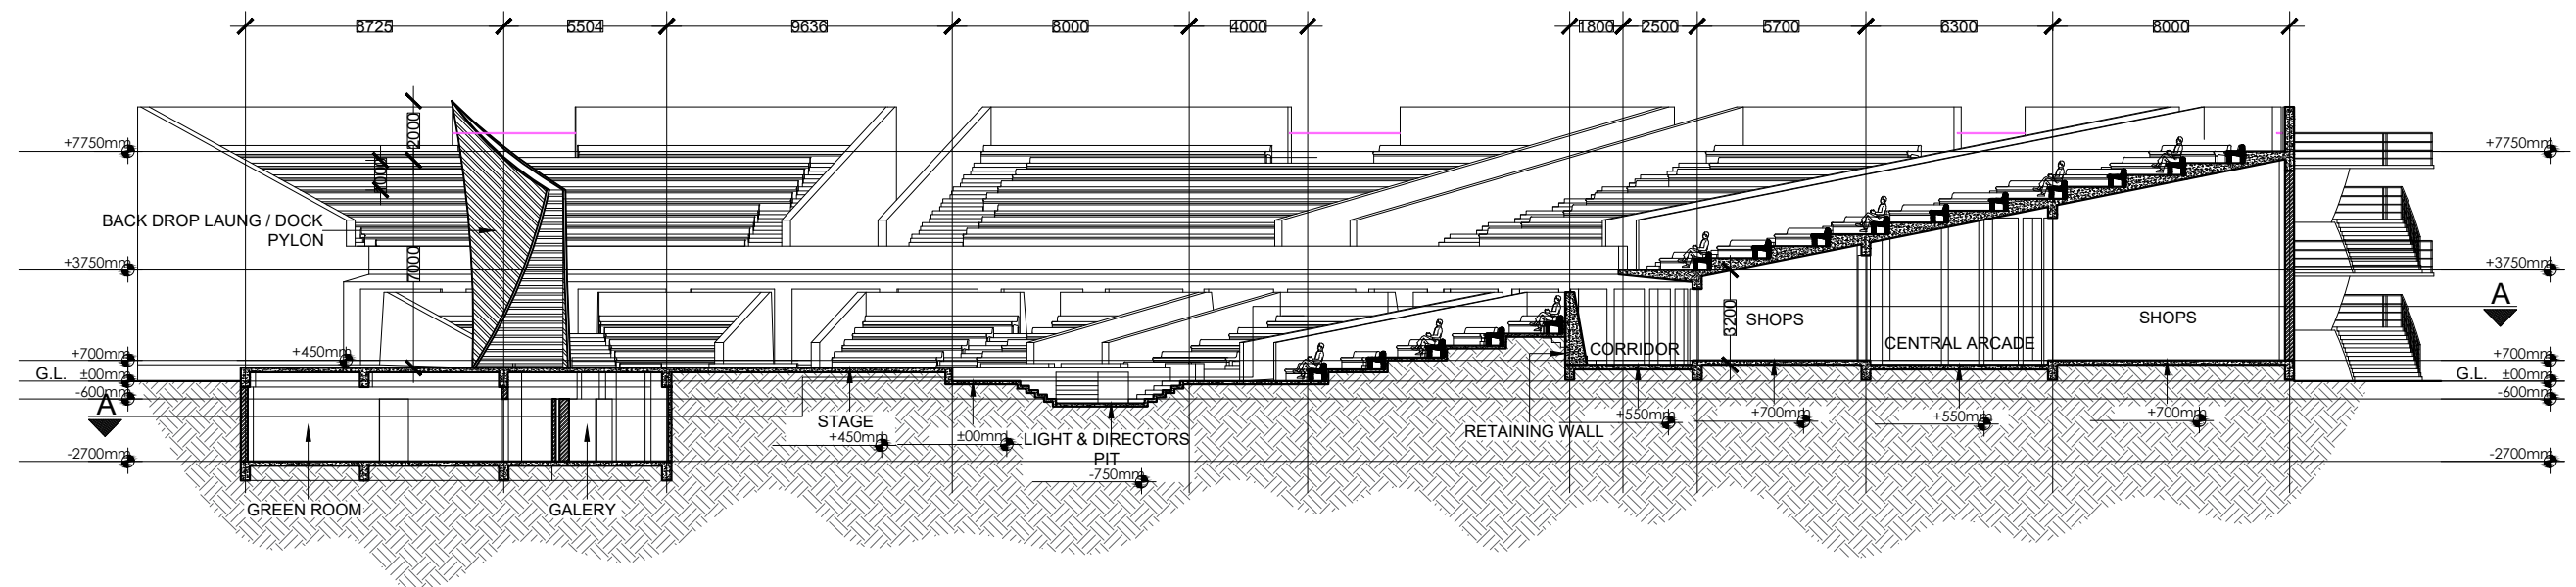 8725 5504 9636 8000 4000 1800 2500 5700 6300 8000
2000
+7750mm +7750mm
1000
BACK DROP LAUNG / DOCK
PYLON
7000
+3750mm +3750mm
A
3200
SHOPS SHOPS
CORRIDOR CENTRAL ARCADE
+700mm +450mm +700mm
G.L. ±00mm G.L. ±00mm
-600mm -600mm
A
STAGE
+450mm
±00mm
LIGHT & DIRECTORS
PIT
-750mm
RETAINING WALL
+550mm +700mm +550mm +700mm
-2700mm -2700mm
GREEN ROOM GALERY